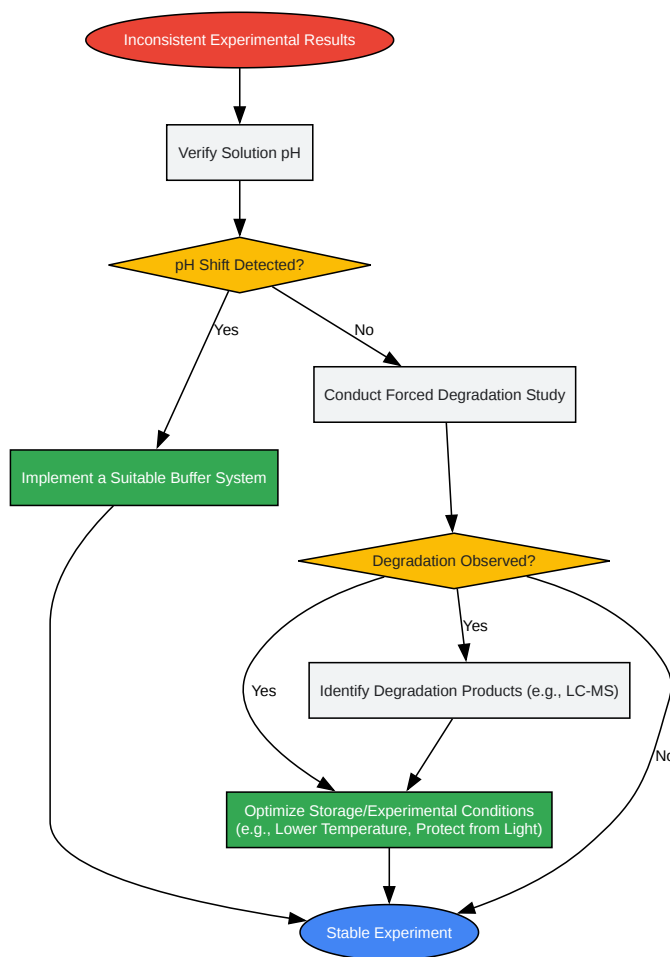 Inconsistent Experimental Results
Verify Solution pH
pH Shift Detected?
Yes
No
Conduct Forced Degradation Study
Implement a Suitable Buffer System
Degradation Observed?
Yes
Identify Degradation Products (e.g., LC-MS)
Yes
No
Optimize Storage/Experimental Conditions
(e.g., Lower Temperature, Protect from Light)
Stable Experiment